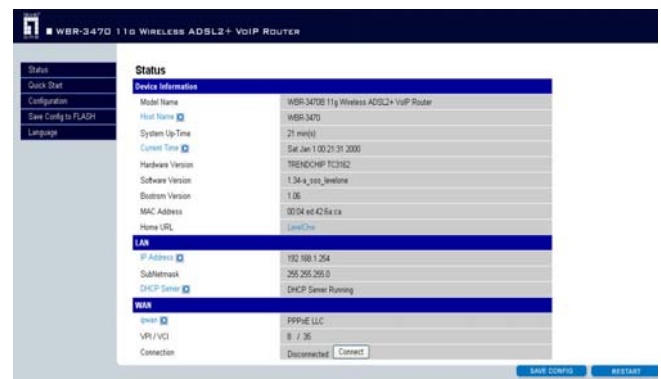 WBR-3470 11G WIRELESS ADSL2+ VOIP ROUTER
Status
Quick Start
Configuration
Save Config to FLASH
Language
Status
Device Information
Model Name WBR-3470B 11g Wireless ADSL2+ VoIP Router
Host Name WBR-3470
System Up-Time 21 min(s)
Current Time Sat Jan 1 00:21:31 2000
Hardware Version TRENDCHIP TC3162
Software Version
Bootrom Version 1.06
MAC Address 00:04:ed:42:6a:ca
Home URL LevelOne
LAN
IP Address 192.168.1.254
SubNetmask 255.255.255.0
DHCP Server DHCP Server Running
WAN
ipwan PPPoE LLC
VPI / VCI 8 / 35
Connection Disconnected Connect
SAVE CONFIG RESTART